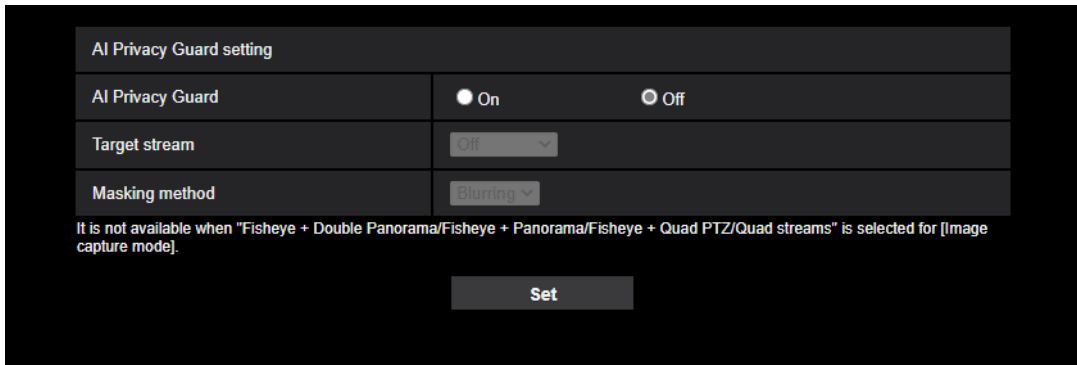 AI Privacy Guard setting
AI Privacy Guard
On
Off
Target stream
Off
Masking method
Blurring
It is not available when "Fisheye + Double Panorama/Fisheye + Panorama/Fisheye + Quad PTZ/Quad streams" is selected for [Image
capture mode].
Set